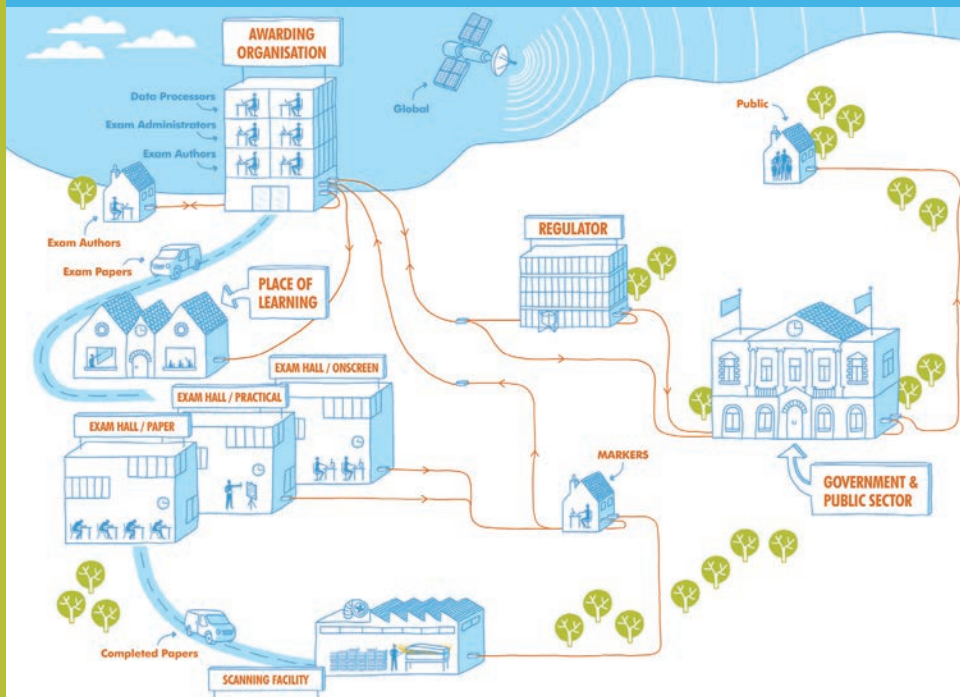 AWARDING
ORGANISATION
Data Processors
Exam Administrators
Exam Authors
Global
Public
Exam Authors
Exam Papers
REGULATOR
PLACE OF
LEARNING
EXAM HALL / ONSCREEN
EXAM HALL / PRACTICAL
EXAM HALL / PAPER
MARKERS
GOVERNMENT &
PUBLIC SECTOR
Completed Papers
SCANNING FACILITY